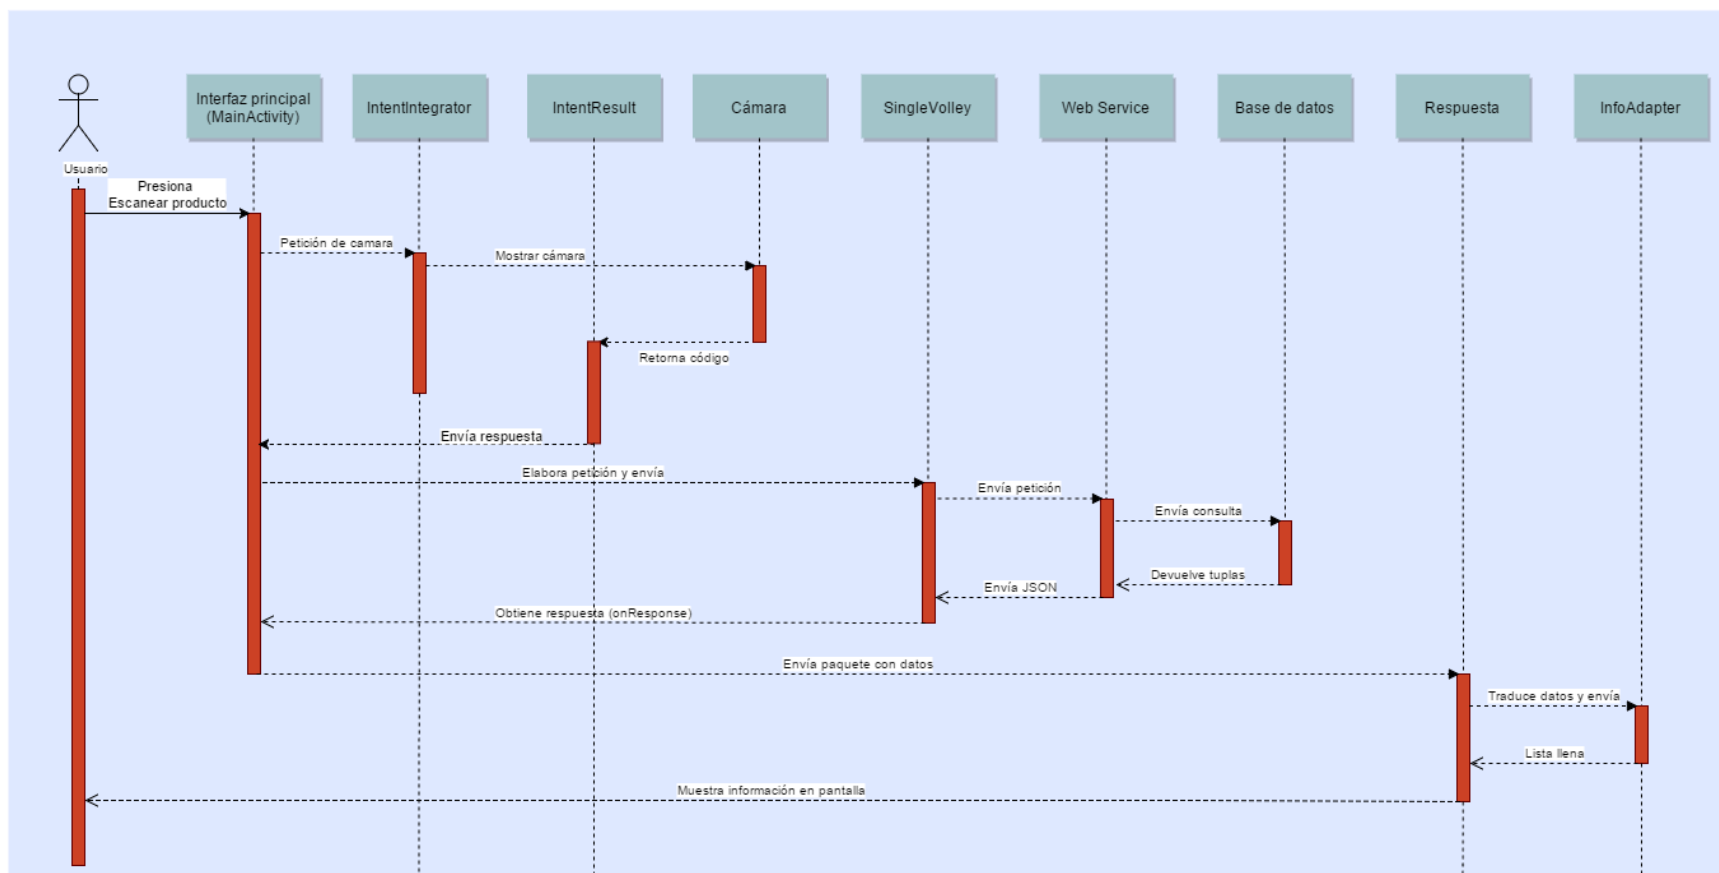 Interfaz principal
(MainActivity)
IntentIntegrator
IntentResult
Cámara
SingleVolley
Web Service
Base de datos
Respuesta
InfoAdapter
Usuario
Presiona
Escanear producto
Petición de camara
Mostrar cámara
Retorna código
Envía respuesta
Elabora petición y envía
Envía petición
Envía consulta
Devuelve tuplas
Envía JSON
Obtiene respuesta (onResponse)
Envía paquete con datos
Traduce datos y envía
Lista llena
Muestra información en pantalla